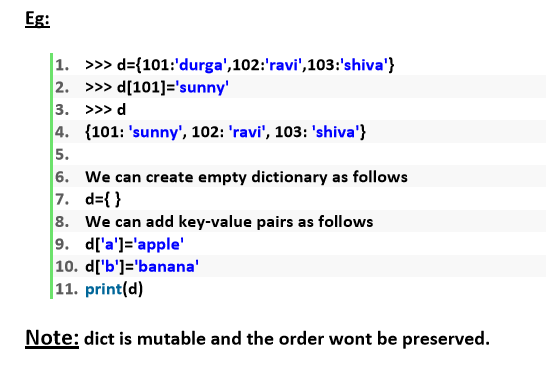 Eg:
1. >>> d={101:'durga',102:'ravi',103:'shiva'}
2. >>> d[101]='sunny'
3. >>> d
4. {101: 'sunny', 102: 'ravi', 103: 'shiva'}
5.
6. We can create empty dictionary as follows
7. d={ }
8. We can add key-value pairs as follows
9. d['a']='apple'
10. d['b']='banana'
11. print(d)
Note: dict is mutable and the order wont be preserved.